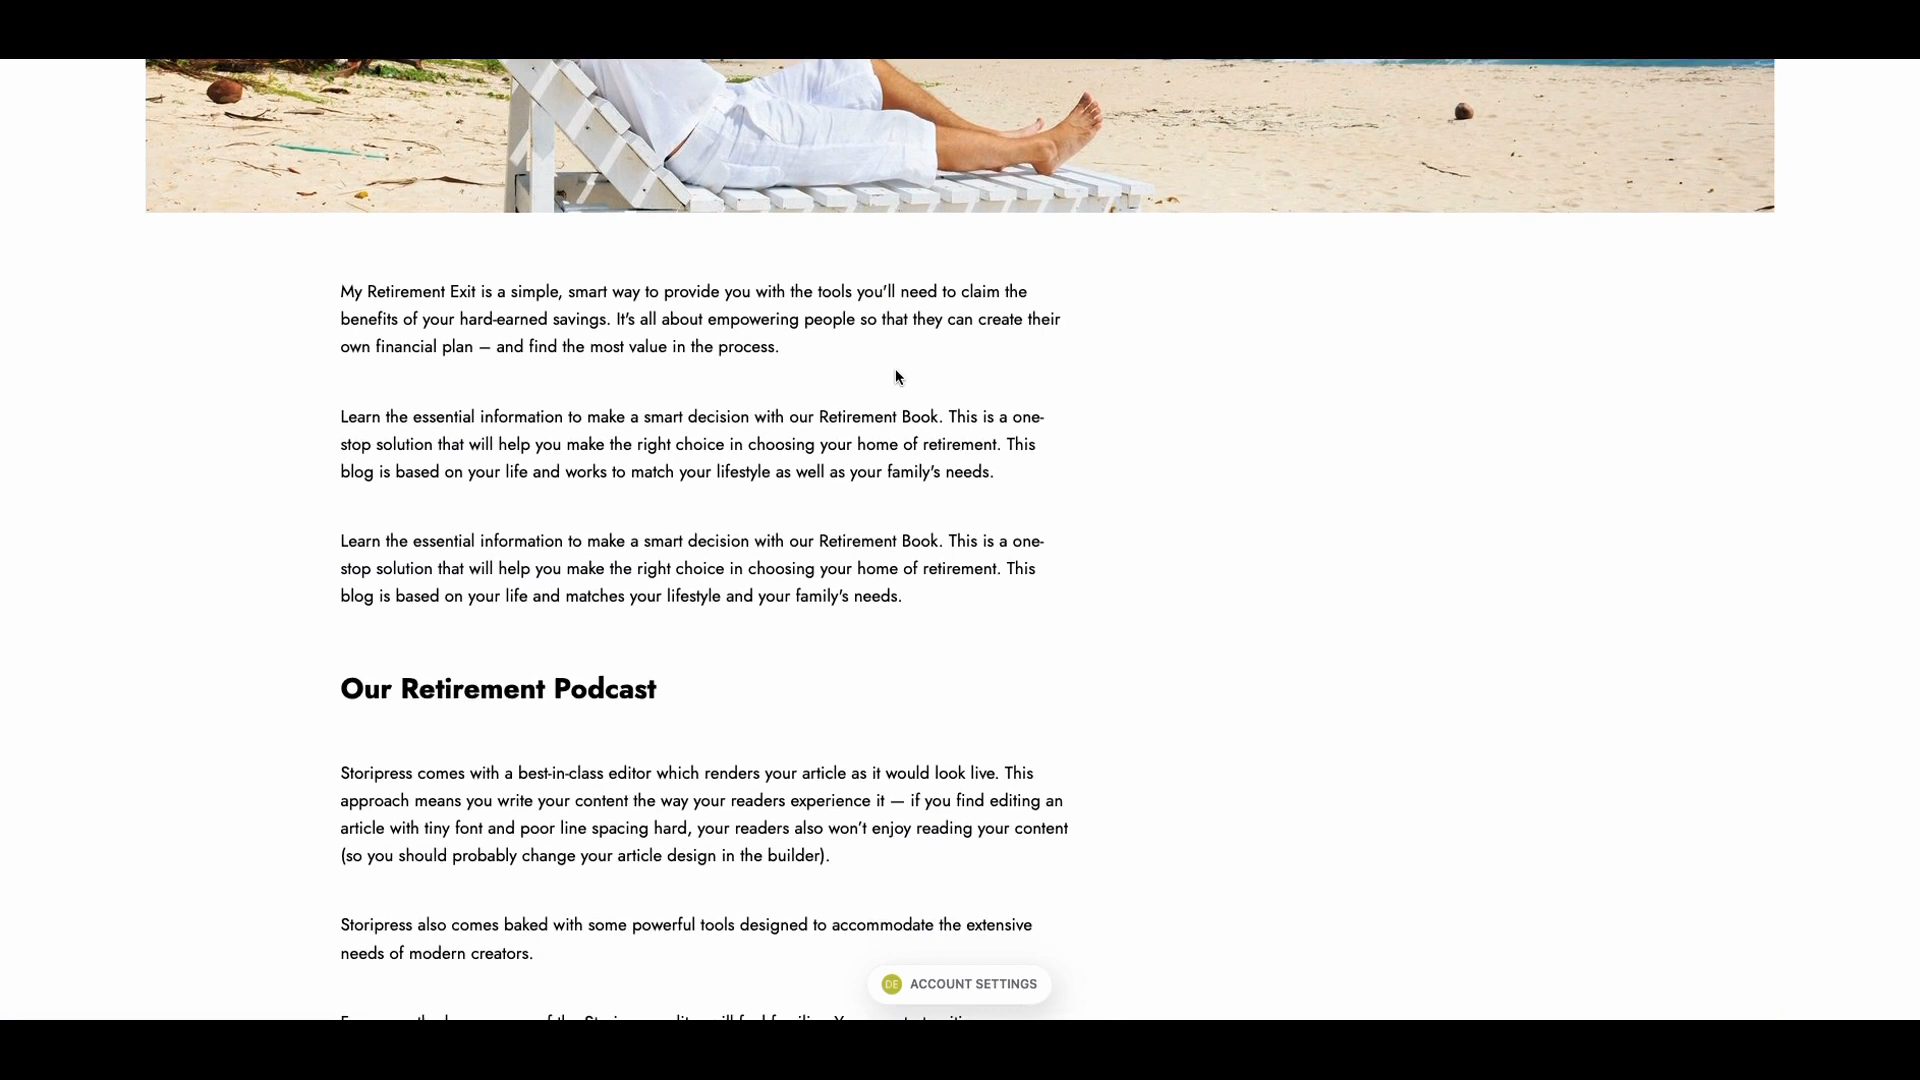 My Retirement Exit is a simple, smart way to provide you with the tools you'll need to claim the
benefits of your hard-earned savings. It's all about empowering people so that they can create their
own financial plan – and find the most value in the process.
Learn the essential information to make a smart decision with our Retirement Book. This is a one-
stop solution that will help you make the right choice in choosing your home of retirement. This
blog is based on your life and works to match your lifestyle as well as your family's needs.
Learn the essential information to make a smart decision with our Retirement Book. This is a one-
stop solution that will help you make the right choice in choosing your home of retirement. This
blog is based on your life and matches your lifestyle and your family's needs.
Our Retirement Podcast
Storipress comes with a best-in-class editor which renders your article as it would look live. This
approach means you write your content the way your readers experience it — if you find editing an
article with tiny font and poor line spacing hard, your readers also won’t enjoy reading your content
(so you should probably change your article design in the builder).
Storipress also comes baked with some powerful tools designed to accommodate the extensive
needs of modern creators.
DE ACCOUNT SETTINGS